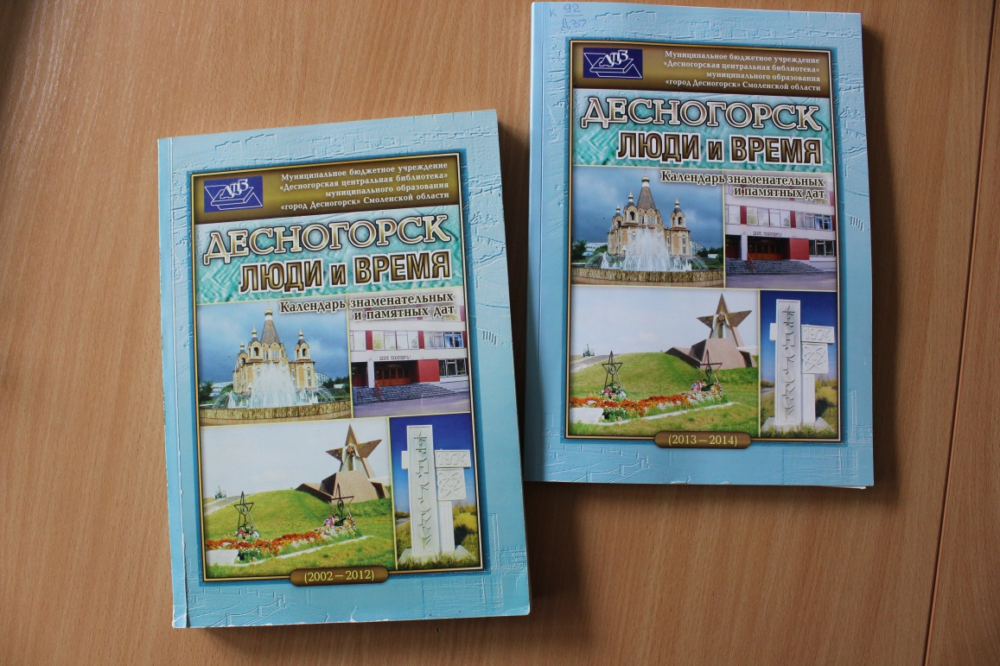 Муниципальное бюджетное учреждение
«Десногорская центральная библиотека»
муниципального образования
«город Десногорск» Смоленской области
ДЕСНОГОРСК
ЛЮДИ и ВРЕМЯ
Календарь знаменательных
и памятных дат
(2002—2012)
К 92
Муниципальное бюджетное учреждение
«Десногорская центральная библиотека»
муниципального образования
«город Десногорск» Смоленской области
ДЕСНОГОРСК
ЛЮДИ и ВРЕМЯ
Календарь знаменательных
и памятных дат
(2013—2014)